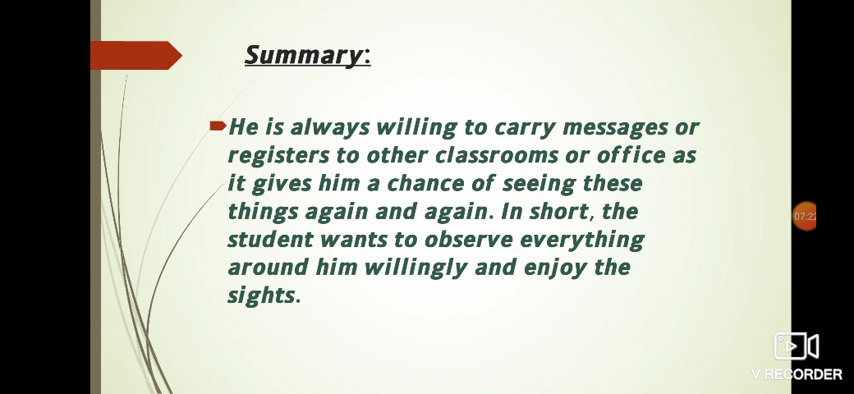 Summary:
He is always willing to carry messages or
registers to other classrooms or office as
it gives him a chance of seeing these
things again and again. In short, the
student wants to observe everything
around him willingly and enjoy the
sights.
07:22
V RECORDER